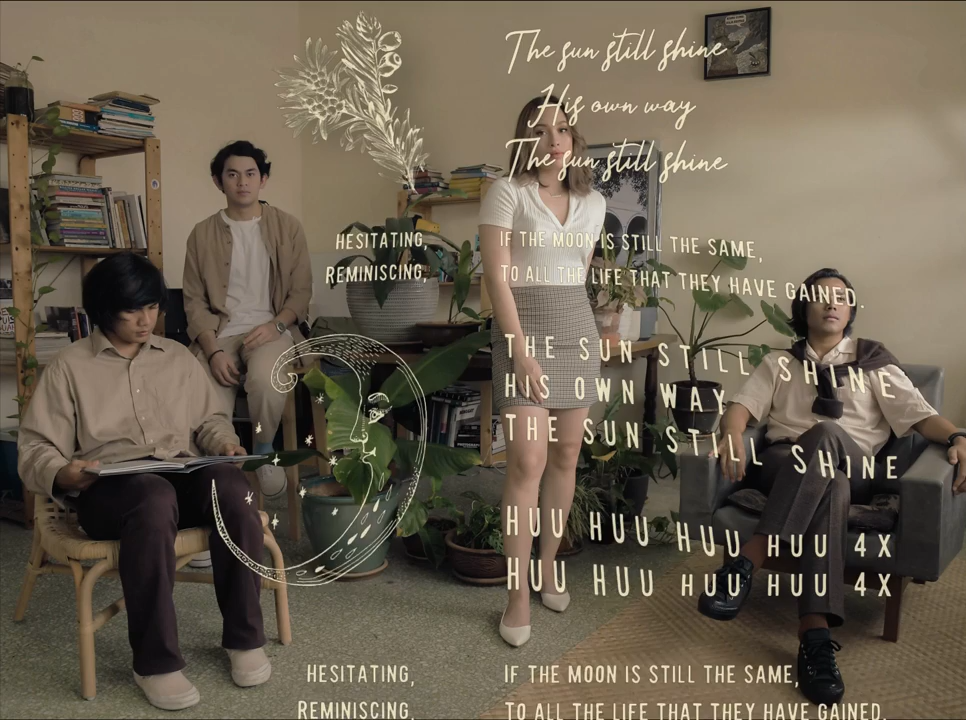 The sun still shine
His own way
The sun still shine
HESITATING, IF THE MOON IS STILL THE SAME,
REMINISCING, TO ALL THE LIFE THAT THEY HAVE GAINED.
THE SUN STILL SHINE
HIS OWN WAY
THE SUN STILL SHINE
HUU HUU HUU HUU 4X
HUU HUU HUU HUU 4X
HESITATING, IF THE MOON IS STILL THE SAME,
REMINISCING, TO ALL THE LIFE THAT THEY HAVE GAINED.